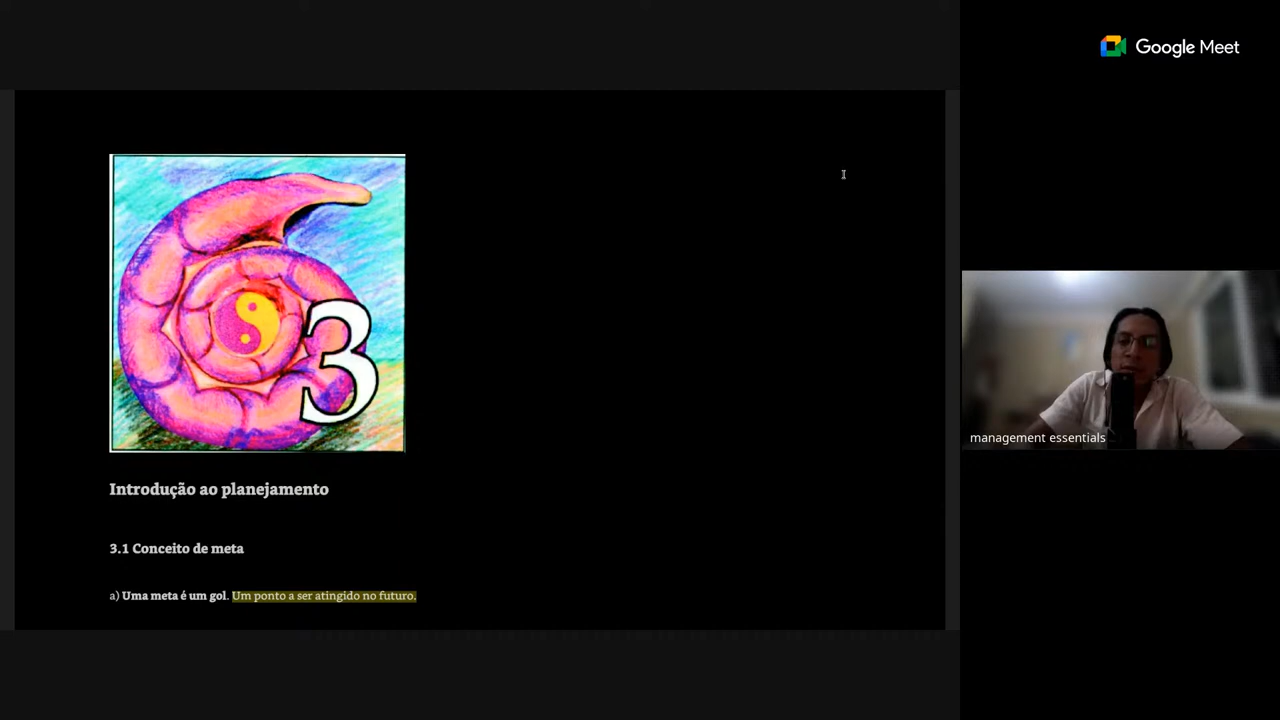 Google Meet
3
Introdução ao planejamento
3.1 Conceito de meta
a) Uma meta é um gol. Um ponto a ser atingido no futuro.
management essentials